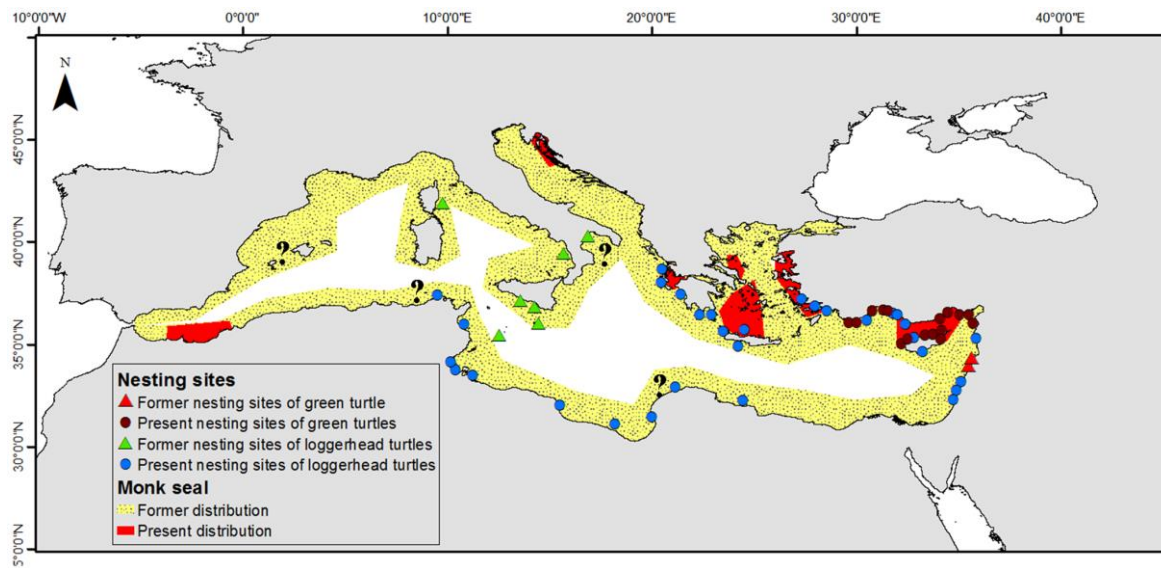 10°0'0"W 0°0'0" 10°0'0"E 20°0'0"E 30°0'0"E 40°0'0"E
N
45°0'0"N
40°0'0"N
35°0'0"N
30°0'0"N
5°0'0"N
?
?
?
?
Nesting sites
Former nesting sites of green turtle
Present nesting sites of green turtles
Former nesting sites of loggerhead turtles
Present nesting sites of loggerhead turtles
Monk seal
Former distribution
Present distribution